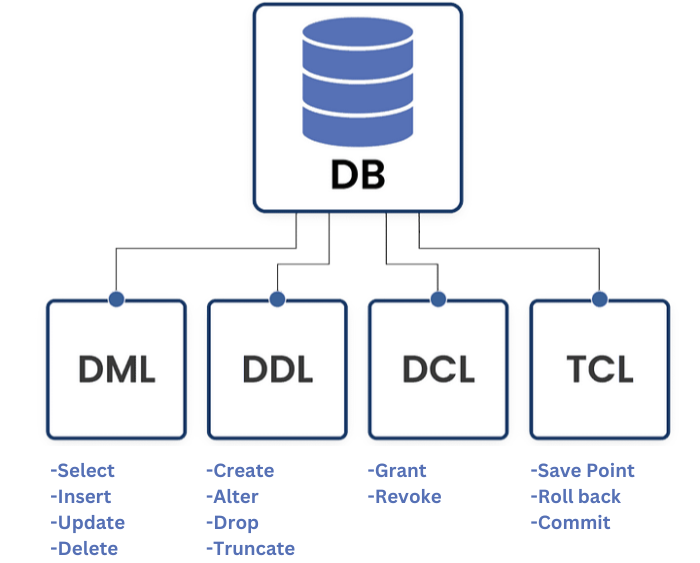 DB
DML
DDL
DCL
TCL
-Select
-Insert
-Update
-Delete
-Create
-Alter
-Drop
-Truncate
-Grant
-Revoke
-Save Point
-Roll back
-Commit